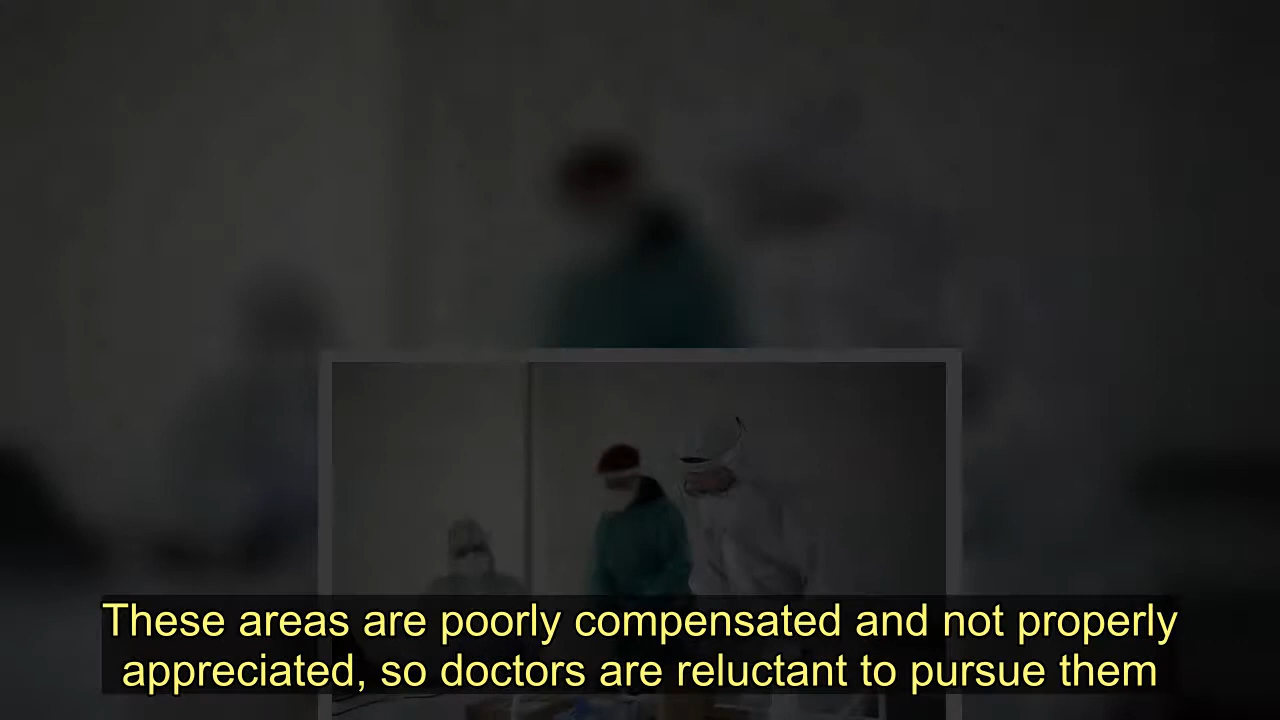 These areas are poorly compensated and not properly
appreciated, so doctors are reluctant to pursue them